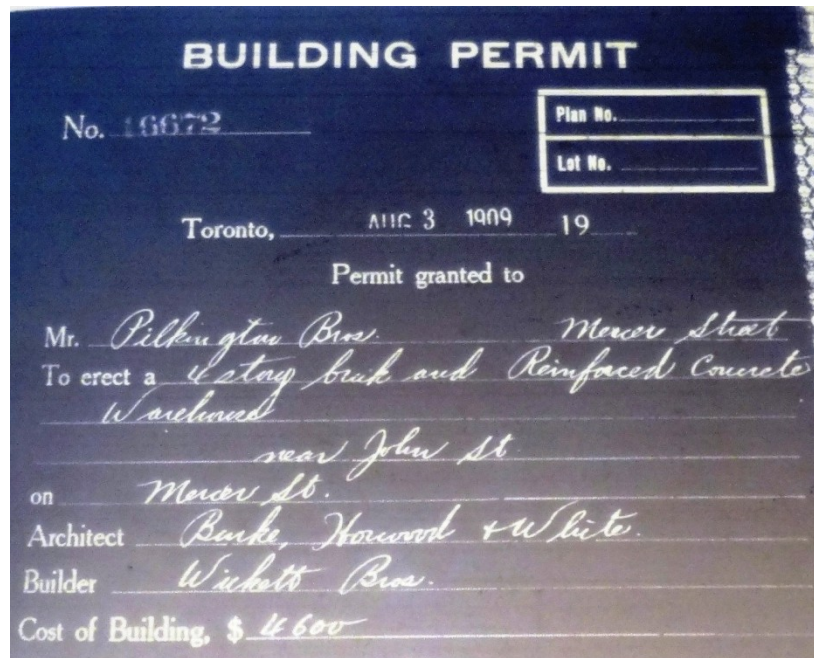 BUILDING PERMIT
No. 16672
Plan No.
Lot No.
Toronto, AUG 3 1909 19
Permit granted to
Mr. Pilkington Bros. Mercer Street
To erect a 4 story brick and Reinforced Concrete
Warehouse
near John St
on Mercer St.
Architect Burke, Horwood & White.
Builder Wickett Bros.
Cost of Building, $ 4600